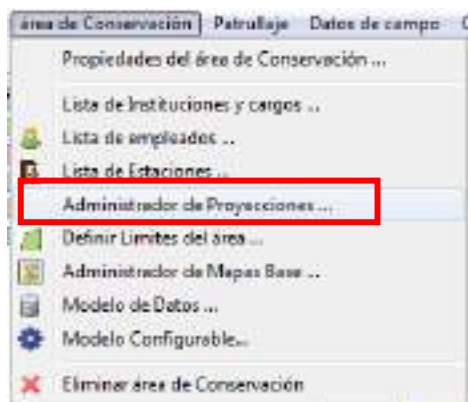 área de Conservación Patrullaje Datos de campo
Propiedades del área de Conservación ...
Lista de Instituciones y cargos ...
Lista de empleados ...
Lista de Estaciones ...
Administrador de Proyecciones ...
Definir Limites del área ...
Administrador de Mapas Base ...
Modelo de Datos ...
Modelo Configurable...
Eliminar área de Conservación